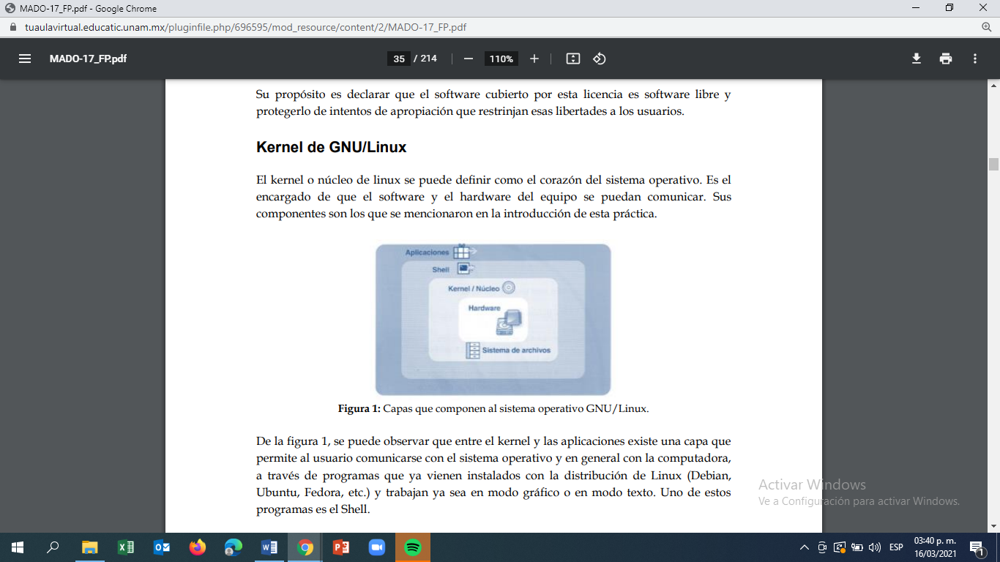 MADO-17_FP.pdf - Google Chrome
tuaulavirtual.educatic.unam.mx/pluginfile.php/696595/mod_resource/content/2/MADO-17_FP.pdf
MADO-17_FP.pdf
35 / 214
110%
Su propósito es declarar que el software cubierto por esta licencia es software libre y
protegerlo de intentos de apropiación que restrinjan esas libertades a los usuarios.
Kernel de GNU/Linux
El kernel o núcleo de linux se puede definir como el corazón del sistema operativo. Es el
encargado de que el software y el hardware del equipo se puedan comunicar. Sus
componentes son los que se mencionaron en la introducción de esta práctica.
Aplicaciones
Shell
Kernel / Núcleo
Hardware
Sistema de archivos
Figura 1: Capas que componen al sistema operativo GNU/Linux.
De la figura 1, se puede observar que entre el kernel y las aplicaciones existe una capa que
permite al usuario comunicarse con el sistema operativo y en general con la computadora,
a través de programas que ya vienen instalados con la distribución de Linux (Debian,
Ubuntu, Fedora, etc.) y trabajan ya sea en modo gráfico o en modo texto. Uno de estos
programas es el Shell.
Activar Windows
Ve a Configuración para activar Windows.
ESP
03:40 p. m.
16/03/2021
1